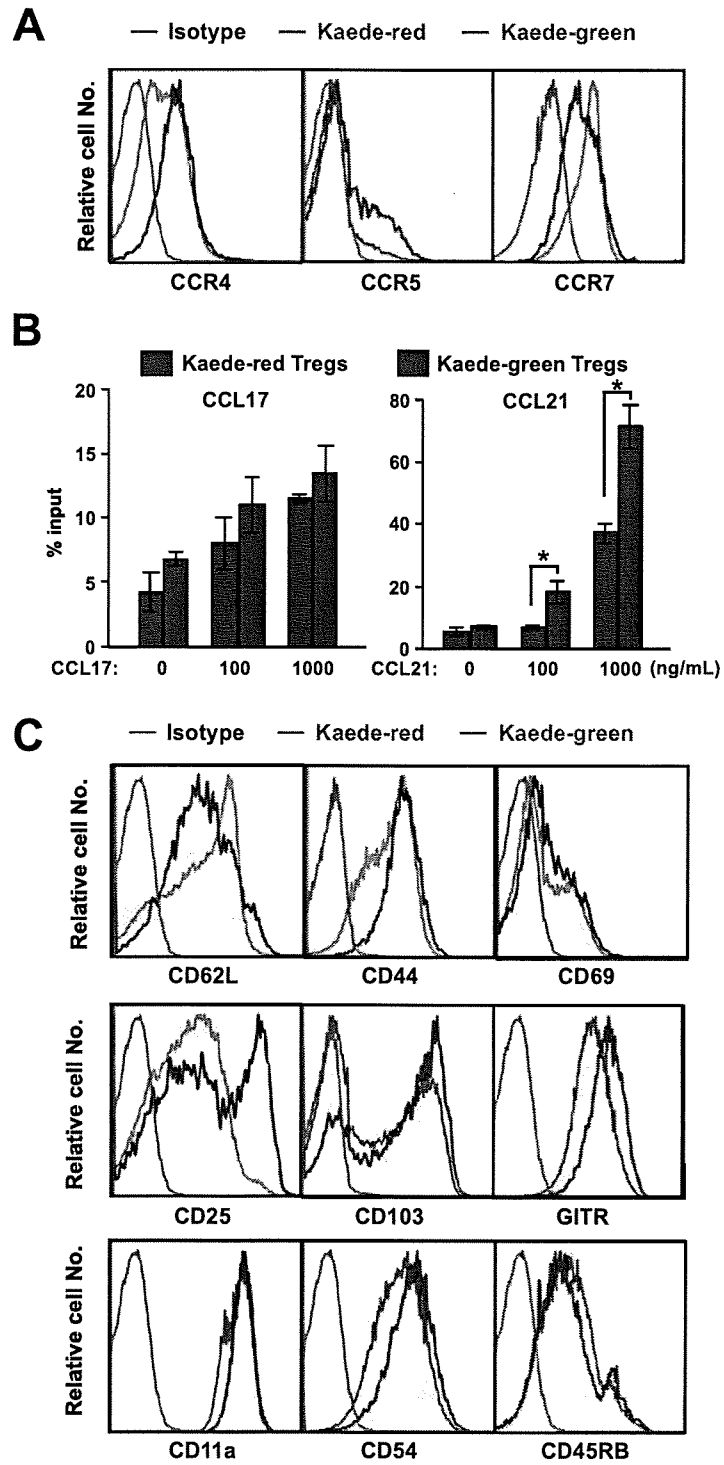 A
Isotype Kaede-red Kaede-green
Relative cell No.
CCR4 CCR5 CCR7
B
Kaede-red Tregs Kaede-green Tregs
CCL17 CCL21
% input
20
15
10
5
0
80
60
40
20
0
* *
CCL17: 0 100 1000 CCL21: 0 100 1000 (ng/mL)
C
Isotype Kaede-red Kaede-green
Relative cell No.
CD62L CD44 CD69
Relative cell No.
CD25 CD103 GITR
Relative cell No.
CD11a CD54 CD45RB